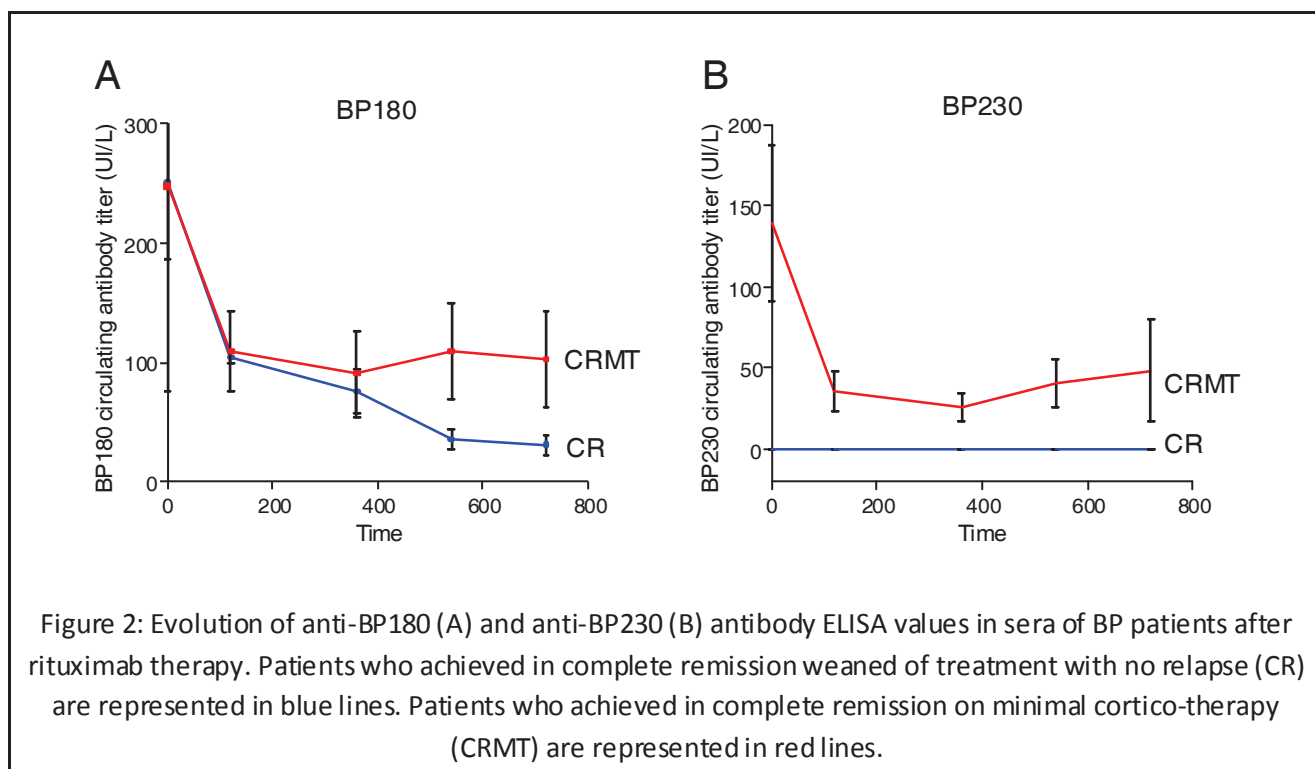 A
BP180
BP180 circulating antibody titer (UI/L)
300
200
100
0
0 200 400 600 800
Time
CRMT
CR
B
BP230
BP230 circulating antibody titer (UI/L)
200
150
100
50
0
0 200 400 600 800
Time
CRMT
CR
Figure 2: Evolution of anti-BP180 (A) and anti-BP230 (B) antibody ELISA values in sera of BP patients after
rituximab therapy. Patients who achieved in complete remission weaned of treatment with no relapse (CR)
are represented in blue lines. Patients who achieved in complete remission on minimal cortico-therapy
(CRMT) are represented in red lines.